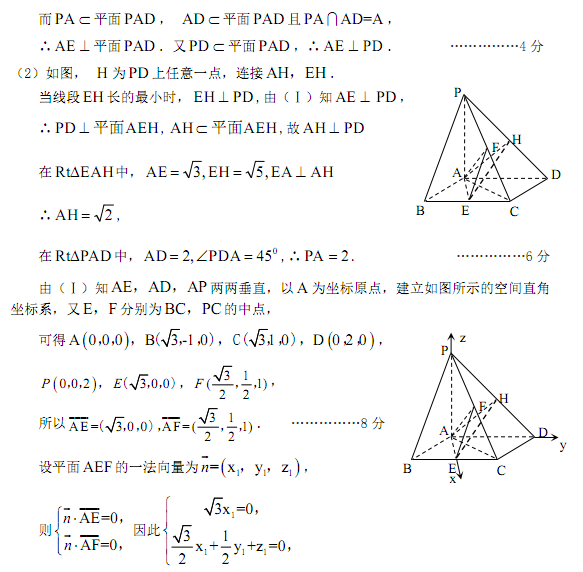 而PA⊂平面PAD， AD⊂平面PAD且PA⋂AD=A，
∴AE⊥平面PAD．又PD⊂平面PAD，∴AE⊥PD． ……………4分
（2）如图， H为PD上任意一点，连接AH，EH．
当线段EH长的最小时，EH⊥PD,由（Ⅰ）知AE⊥PD，
∴PD⊥平面AEH, AH⊂平面AEH,故AH⊥PD
在Rt∆EAH中，AE=√3,EH=√5,EA⊥AH
∴AH=√2，
在Rt∆PAD中，AD=2,∠PDA=45⁰,∴PA=2. ……………6分
由（Ⅰ）知AE，AD，AP两两垂直，以A为坐标原点，建立如图所示的空间直角
坐标系，又E，F分别为BC，PC的中点，
可得A(0,0,0)，B(√3,-1,0)，C(√3,1,0)，D(0,2,0)，
P(0,0,2)，E(√3,0,0)，F(√3/2,1/2,1)，
所以AE=(√3,0,0),AF=(√3/2,1/2,1)． ……………8分
设平面AEF的一法向量为n⃗=(x₁，y₁，z₁)，
则{n⃗·AE=0，n⃗·AF=0，因此{√3x₁=0，√3/2x₁+1/2y₁+z₁=0，
P
H
F
A
D
B
E
C
z
P
H
F
A
D
y
B
E
C
x